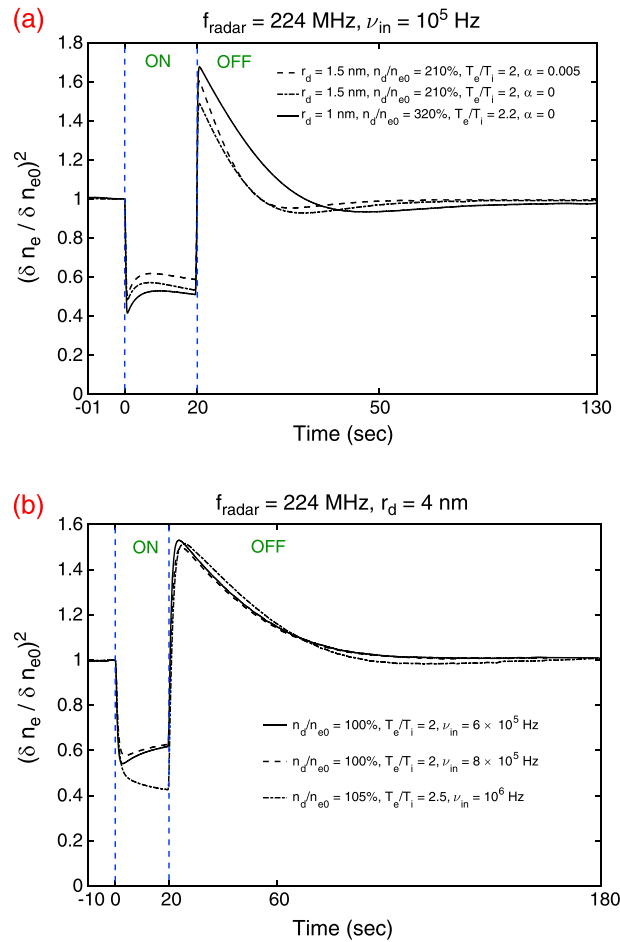 (a)
f_radar = 224 MHz, ν_in = 10^5 Hz
1.8
1.6
1.4
1.2
1
0.8
0.6
0.4
0.2
0
(δ n_e / δ n_e0)^2
ON
OFF
r_d = 1.5 nm, n_d/n_e0 = 210%, T_e/T_i = 2, α = 0.005
r_d = 1.5 nm, n_d/n_e0 = 210%, T_e/T_i = 2, α = 0
r_d = 1 nm, n_d/n_e0 = 320%, T_e/T_i = 2.2, α = 0
-01 0 20 50 130
Time (sec)
(b)
f_radar = 224 MHz, r_d = 4 nm
1.6
1.4
1.2
1
0.8
0.6
0.4
0.2
0
(δ n_e / δ n_e0)^2
ON
OFF
n_d/n_e0 = 100%, T_e/T_i = 2, ν_in = 6 × 10^5 Hz
n_d/n_e0 = 100%, T_e/T_i = 2, ν_in = 8 × 10^5 Hz
n_d/n_e0 = 105%, T_e/T_i = 2.5, ν_in = 10^6 Hz
-10 0 20 60 180
Time (sec)